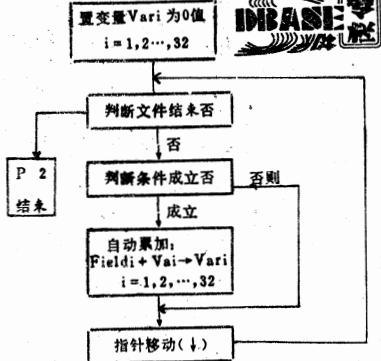 置变量Vari为0值
i=1,2…,32
DBASE
判断文件结束否
否
P 2
结束
判断条件成立否
否则
成立
自动累加:
Fieldi+Vai→Vari
i=1,2,…,32
指针移动(↓)